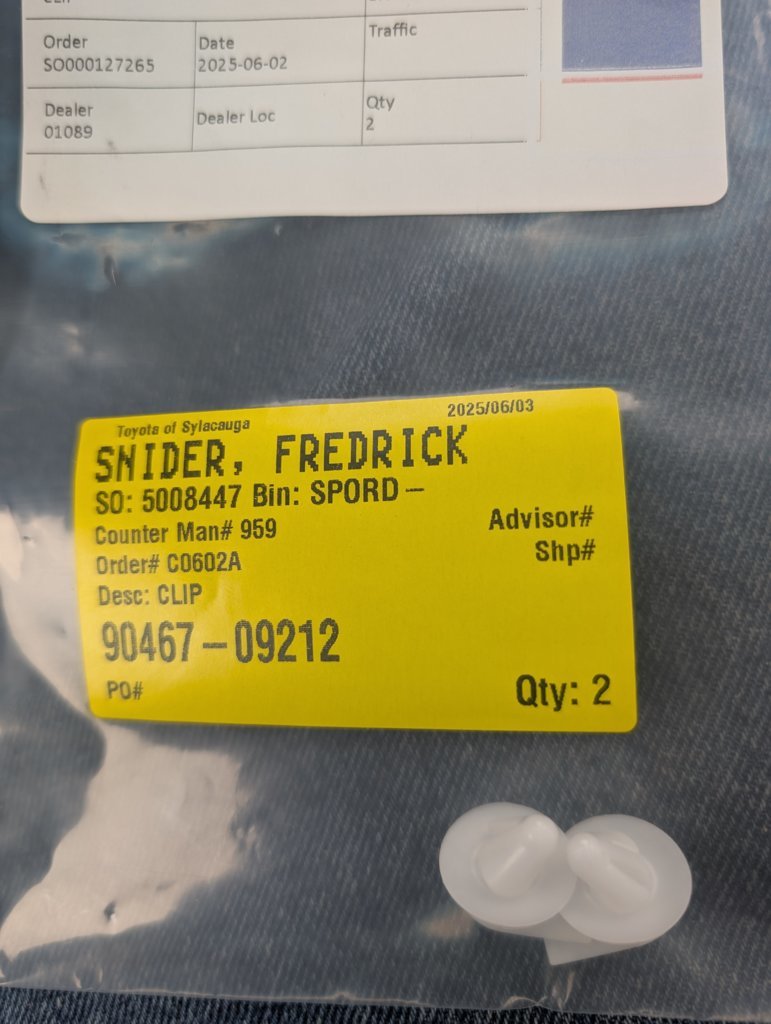 Order
SO000127265
Date
2025-06-02
Traffic
Dealer
01089
Dealer Loc
Qty
2
Toyota of Sylacauga
2025/06/03
SNIDER, FREDRICK
SO: 5008447 Bin: SPORD -
Counter Man# 959
Advisor#
Order# C0602A
Shp#
Desc: CLIP
90467-09212
PO#
Qty: 2